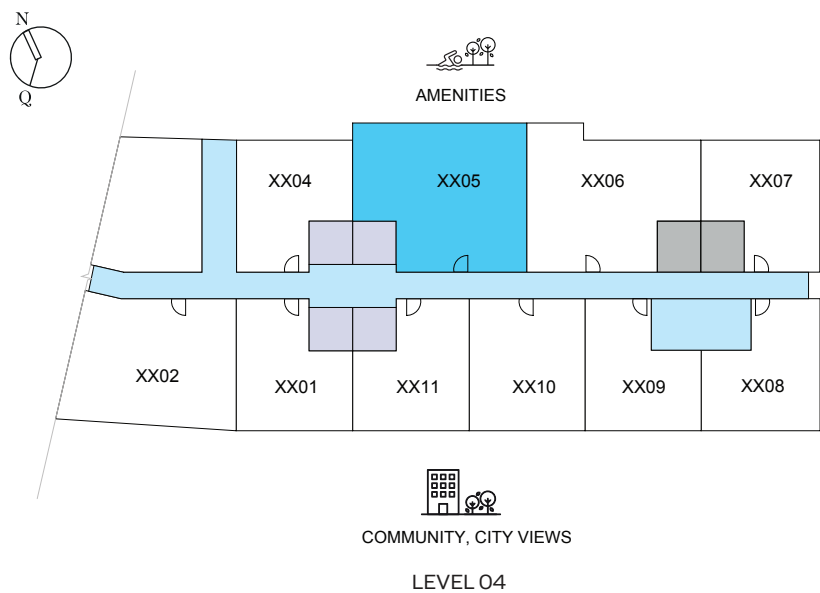 N
Q
AMENITIES
XX04
XX05
XX06
XX07
XX02
XX01
XX11
XX10
XX09
XX08
COMMUNITY, CITY VIEWS
LEVEL 04